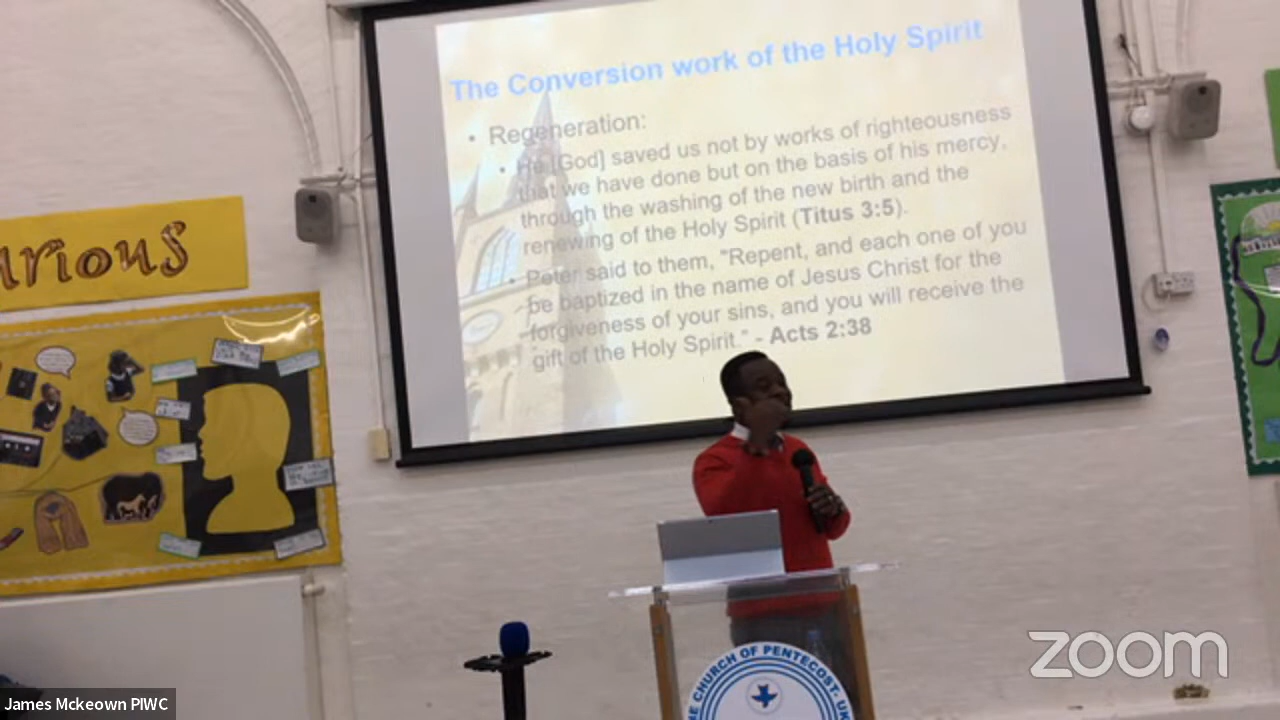 The Conversion work of the Holy Spirit
• Regeneration:
• He [God] saved us not by works of righteousness
that we have done but on the basis of his mercy,
through the washing of the new birth and the
renewing of the Holy Spirit (Titus 3:5).
• Peter said to them, "Repent, and each one of you
be baptized in the name of Jesus Christ for the
forgiveness of your sins, and you will receive the
gift of the Holy Spirit." - Acts 2:38
urious
CHURCH OF PENTECOST. UK
zoom
James Mckeown PIWC